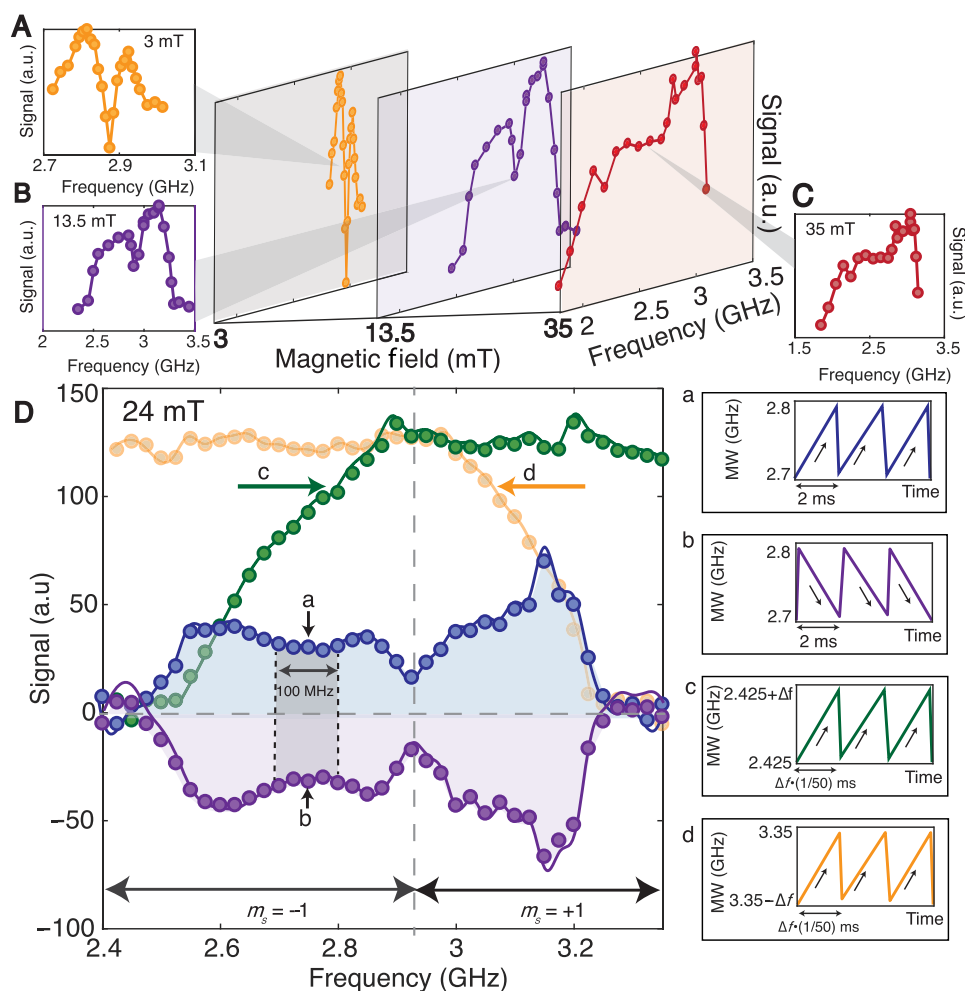 A
3 mT
Signal (a.u.)
2.7 2.9 3.1
Frequency (GHz)
B
13.5 mT
Signal (a.u.)
2 2.5 3 3.5
Frequency (GHz)
3 13.5 35
Magnetic field (mT)
2 2.5 3 3.5
Frequency (GHz)
Signal (a.u.)
C
35 mT
Signal (a.u.)
1.5 2.5 3.5
Frequency (GHz)
D
24 mT
150
100
50
0
−50
−100
Signal (a.u)
c
d
a
100 MHz
b
ms = −1
ms = +1
2.4 2.6 2.8 3 3.2
Frequency (GHz)
a
MW (GHz)
2.8
2.7
2 ms
Time
b
MW (GHz)
2.8
2.7
2 ms
Time
c
MW (GHz)
2.425+Δf
2.425
Δf•(1/50) ms
Time
d
MW (GHz)
3.35
3.35−Δf
Δf•(1/50) ms
Time